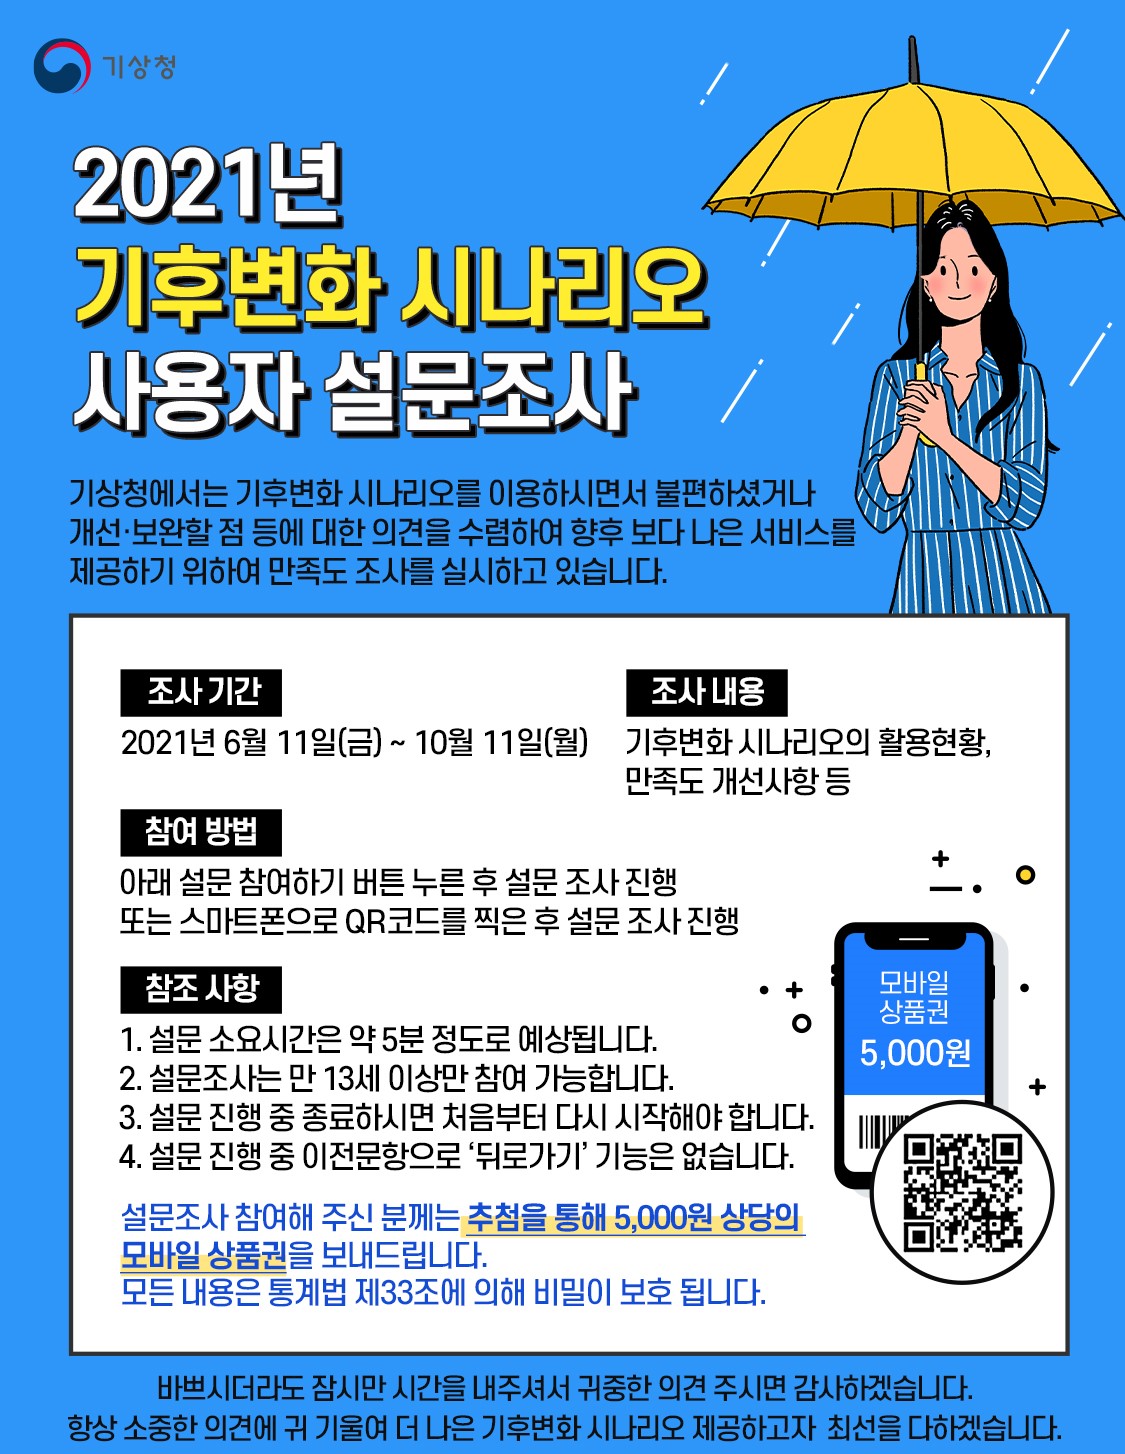 기상청
2021년
기후변화 시나리오
사용자 설문조사
기상청에서는 기후변화 시나리오를 이용하시면서 불편하셨거나
개선·보완할 점 등에 대한 의견을 수렴하여 향후 보다 나은 서비스를
제공하기 위하여 만족도 조사를 실시하고 있습니다.
조사 기간
2021년 6월 11일(금) ~ 10월 11일(월)
조사 내용
기후변화 시나리오의 활용현황,
만족도 개선사항 등
참여 방법
아래 설문 참여하기 버튼 누른 후 설문 조사 진행
또는 스마트폰으로 QR코드를 찍은 후 설문 조사 진행
참조 사항
1. 설문 소요시간은 약 5분 정도로 예상됩니다.
2. 설문조사는 만 13세 이상만 참여 가능합니다.
3. 설문 진행 중 종료하시면 처음부터 다시 시작해야 합니다.
4. 설문 진행 중 이전문항으로 ‘뒤로가기’ 기능은 없습니다.
모바일
상품권
5,000원
설문조사 참여해 주신 분께는 추첨을 통해 5,000원 상당의
모바일 상품권을 보내드립니다.
모든 내용은 통계법 제33조에 의해 비밀이 보호 됩니다.
바쁘시더라도 잠시만 시간을 내주셔서 귀중한 의견 주시면 감사하겠습니다.
항상 소중한 의견에 귀 기울여 더 나은 기후변화 시나리오 제공하고자 최선을 다하겠습니다.